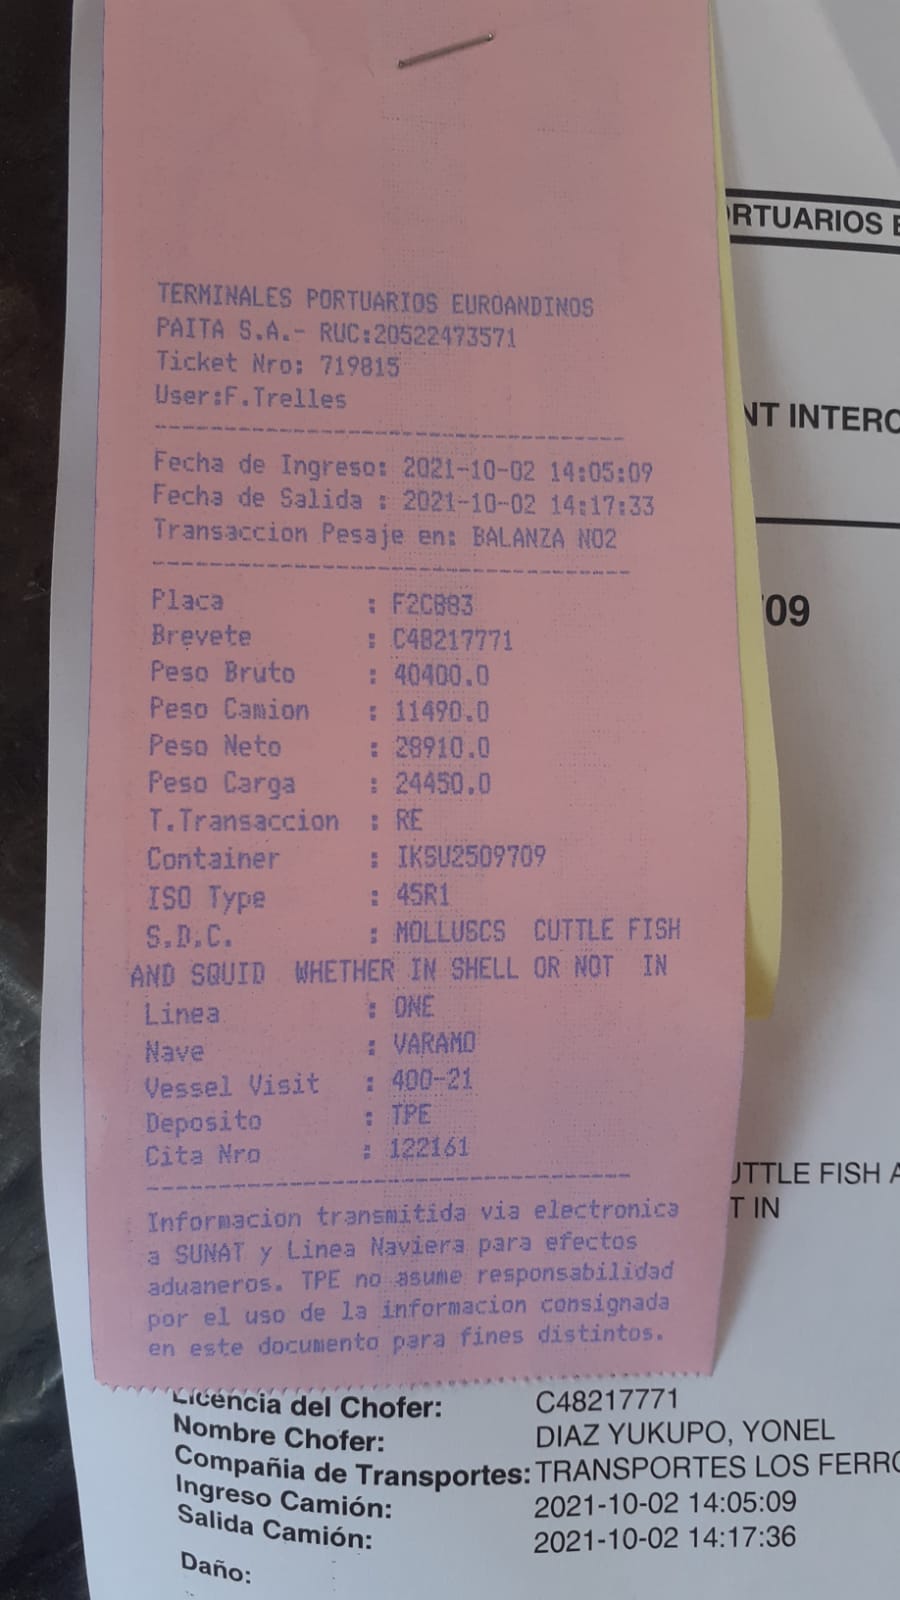 TERMINALES PORTUARIOS EUROANDINOS
PAITA S.A.- RUC:20522473571
Ticket Nro: 719815
User:F.Trelles
Fecha de Ingreso: 2021-10-02 14:05:09
Fecha de Salida : 2021-10-02 14:17:33
Transaccion Pesaje en: BALANZA NO2
Placa : F2C883
Brevete : C48217771
Peso Bruto : 40400.0
Peso Camion : 11490.0
Peso Neto : 28910.0
Peso Carga : 24450.0
T.Transaccion : RE
Container : IKSU2509709
ISO Type : 45R1
S.D.C. : MOLLUSCS CUTTLE FISH
AND SQUID WHETHER IN SHELL OR NOT IN
Linea : ONE
Nave : VARAMO
Vessel Visit : 400-21
Deposito : TPE
Cita Nro : 122161
Informacion transmitida via electronica
a SUNAT y Linea Naviera para efectos
aduaneros. TPE no asume responsabilidad
por el uso de la informacion consignada
en este documento para fines distintos.
RTUARIOS
NT INTERC
709
UTTLE FISH A
T IN
Licencia del Chofer: C48217771
Nombre Chofer: DIAZ YUKUPO, YONEL
Compañia de Transportes: TRANSPORTES LOS FERRO
Ingreso Camión: 2021-10-02 14:05:09
Salida Camión: 2021-10-02 14:17:36
Daño: